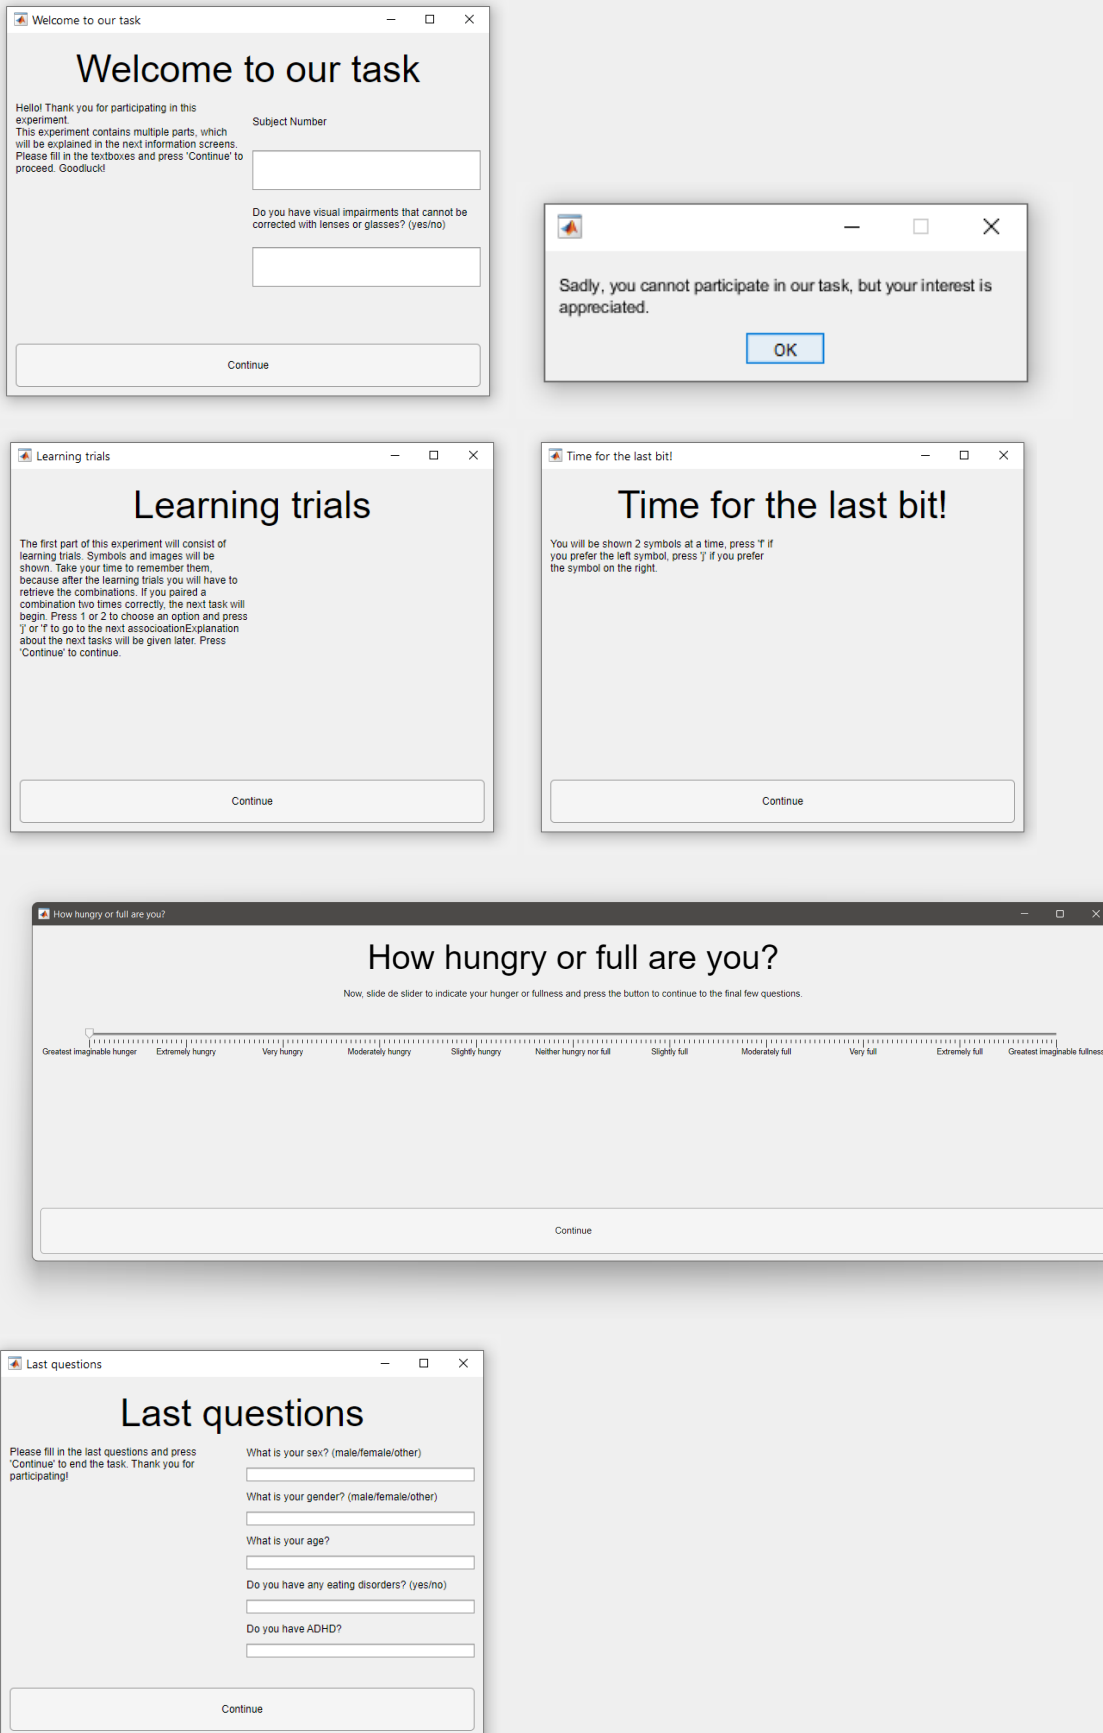 Welcome to our task
Welcome to our task
Hello! Thank you for participating in this
experiment.
This experiment contains multiple parts, which
will be explained in the next information screens.
Please fill in the textboxes and press 'Continue' to
proceed. Goodluck!
Subject Number
Do you have visual impairments that cannot be
corrected with lenses or glasses? (yes/no)
Continue
Sadly, you cannot participate in our task, but your interest is
appreciated.
OK
Learning trials
Learning trials
The first part of this experiment will consist of
learning trials. Symbols and images will be
shown. Take your time to remember them,
because after the learning trials you will have to
retrieve the combinations. If you paired a
combination two times correctly, the next task will
begin. Press 1 or 2 to choose an option and press
'j' or 'f' to go to the next associoationExplanation
about the next tasks will be given later. Press
'Continue' to continue.
Continue
Time for the last bit!
Time for the last bit!
You will be shown 2 symbols at a time, press 'f' if
you prefer the left symbol, press 'j' if you prefer
the symbol on the right.
Continue
How hungry or full are you?
How hungry or full are you?
Now, slide de slider to indicate your hunger or fullness and press the button to continue to the final few questions.
Greatest imaginable hunger Extremely hungry Very hungry Moderately hungry Slightly hungry Neither hungry nor full Slightly full Moderately full Very full Extremely full Greatest imaginable fullness
Continue
Last questions
Last questions
Please fill in the last questions and press
'Continue' to end the task. Thank you for
participating!
What is your sex? (male/female/other)
What is your gender? (male/female/other)
What is your age?
Do you have any eating disorders? (yes/no)
Do you have ADHD?
Continue